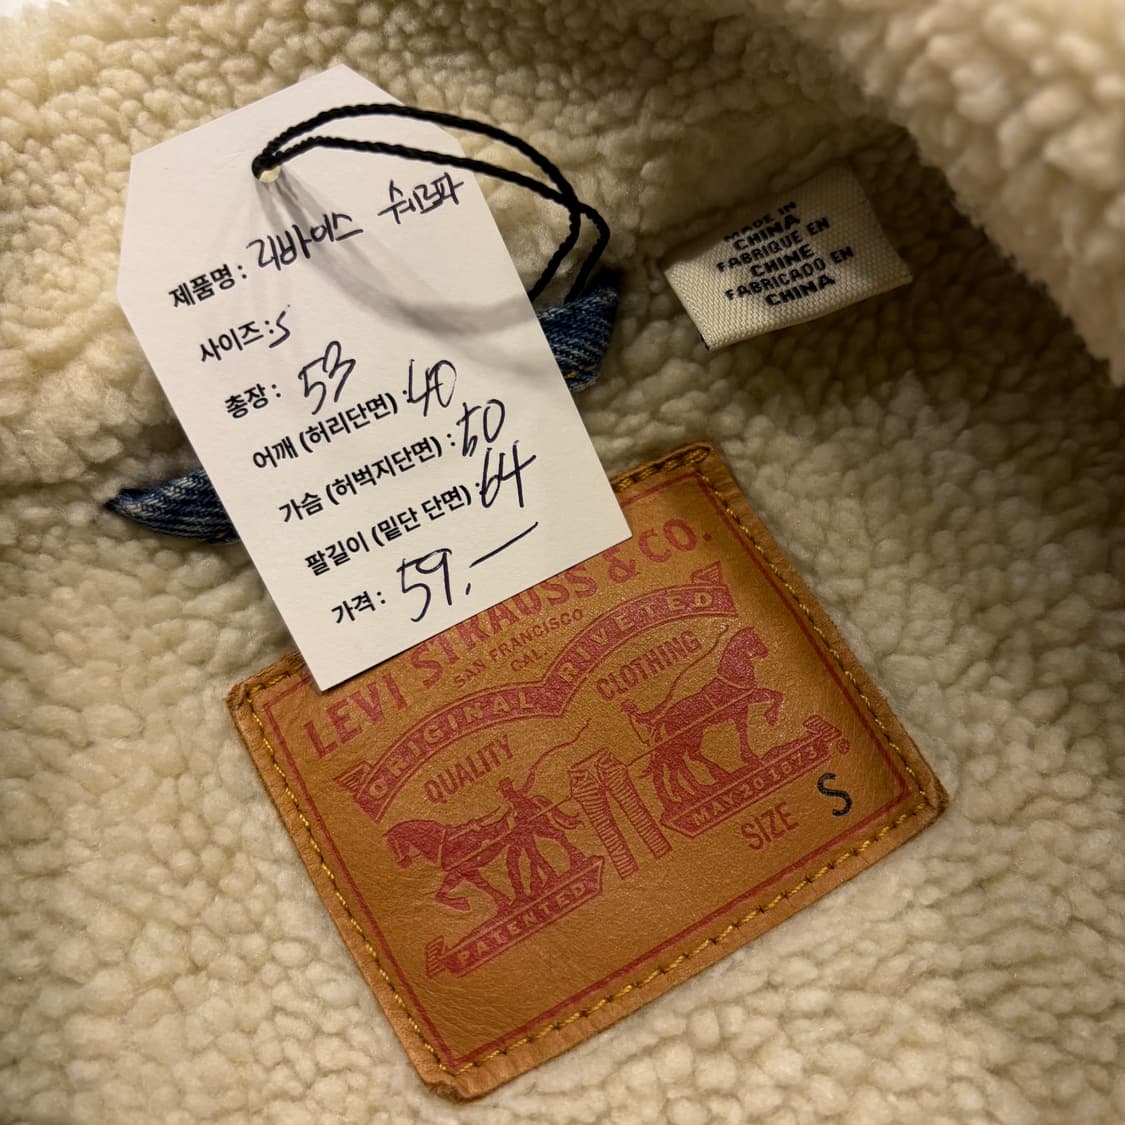 제품명 : 리바이스 쉐르파
사이즈 : S
총장 : 53
어깨 (허리단면) : 40
가슴 (허벅지단면) : 50
팔길이 (밑단 단면) : 64
가격 : 59,—
MADE IN
CHINA
FABRIQUE EN
CHINE
FABRICADO EN
CHINA
LEVI STRAUSS & CO.
SAN FRANCISCO
CAL.
ORIGINAL RIVETED
QUALITY CLOTHING
PATENTED MAY 20 1873 ®
SIZE S